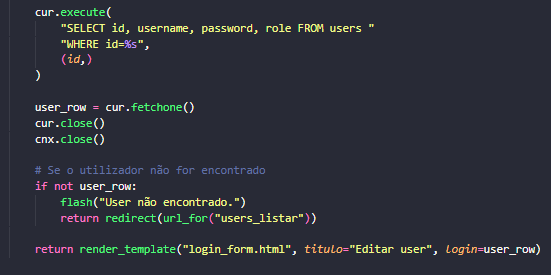 cur.execute(
"SELECT id, username, password, role FROM users "
"WHERE id=%s",
(id,)
)
user_row = cur.fetchone()
cur.close()
cnx.close()
# Se o utilizador não for encontrado
if not user_row:
flash("User não encontrado.")
return redirect(url_for("users_listar"))
return render_template("login_form.html", titulo="Editar user", login=user_row)